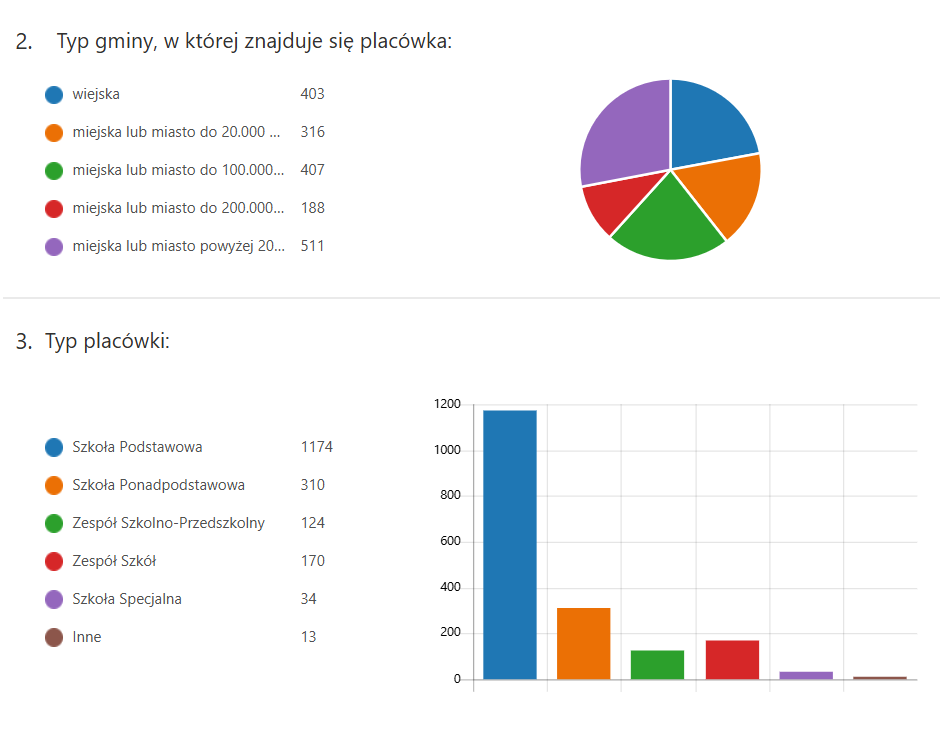 2. Typ gminy, w której znajduje się placówka:
wiejska 403
miejska lub miasto do 20.000 ... 316
miejska lub miasto do 100.000... 407
miejska lub miasto do 200.000... 188
miejska lub miasto powyżej 20... 511
3. Typ placówki:
Szkoła Podstawowa 1174
Szkoła Ponadpodstawowa 310
Zespół Szkolno-Przedszkolny 124
Zespół Szkół 170
Szkoła Specjalna 34
Inne 13
1200
1000
800
600
400
200
0